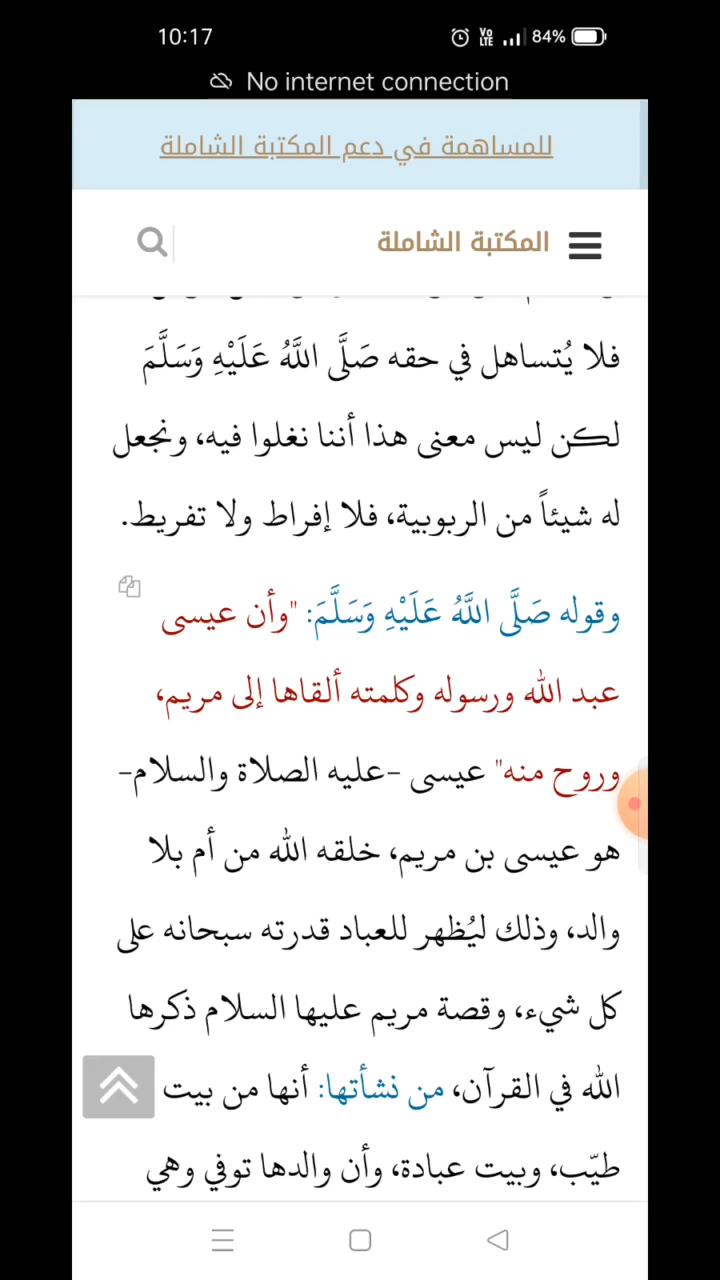 10:17
Vo LTE 84%
No internet connection
للمساهمة في دعم المكتبة الشاملة
المكتبة الشاملة
فلا يُتساهل في حقه صَلَّى اللَّهُ عَلَيْهِ وَسَلَّمَ
لكن ليس معنى هذا أننا نغلوا فيه، ونجعل
له شيئاً من الربوبية، فلا إفراط ولا تفريط.
وقوله صَلَّى اللَّهُ عَلَيْهِ وَسَلَّمَ: "وأن عيسى
عبد الله ورسوله وكلمته ألقاها إلى مريم،
وروح منه" عيسى -عليه الصلاة والسلام-
هو عيسى بن مريم، خلقه الله من أم بلا
والد، وذلك ليُظهر للعباد قدرته سبحانه على
كل شيء، وقصة مريم عليها السلام ذكرها
الله في القرآن، من نشأتها: أنها من بيت
طيّب، وبيت عبادة، وأن والدها توفي وهي